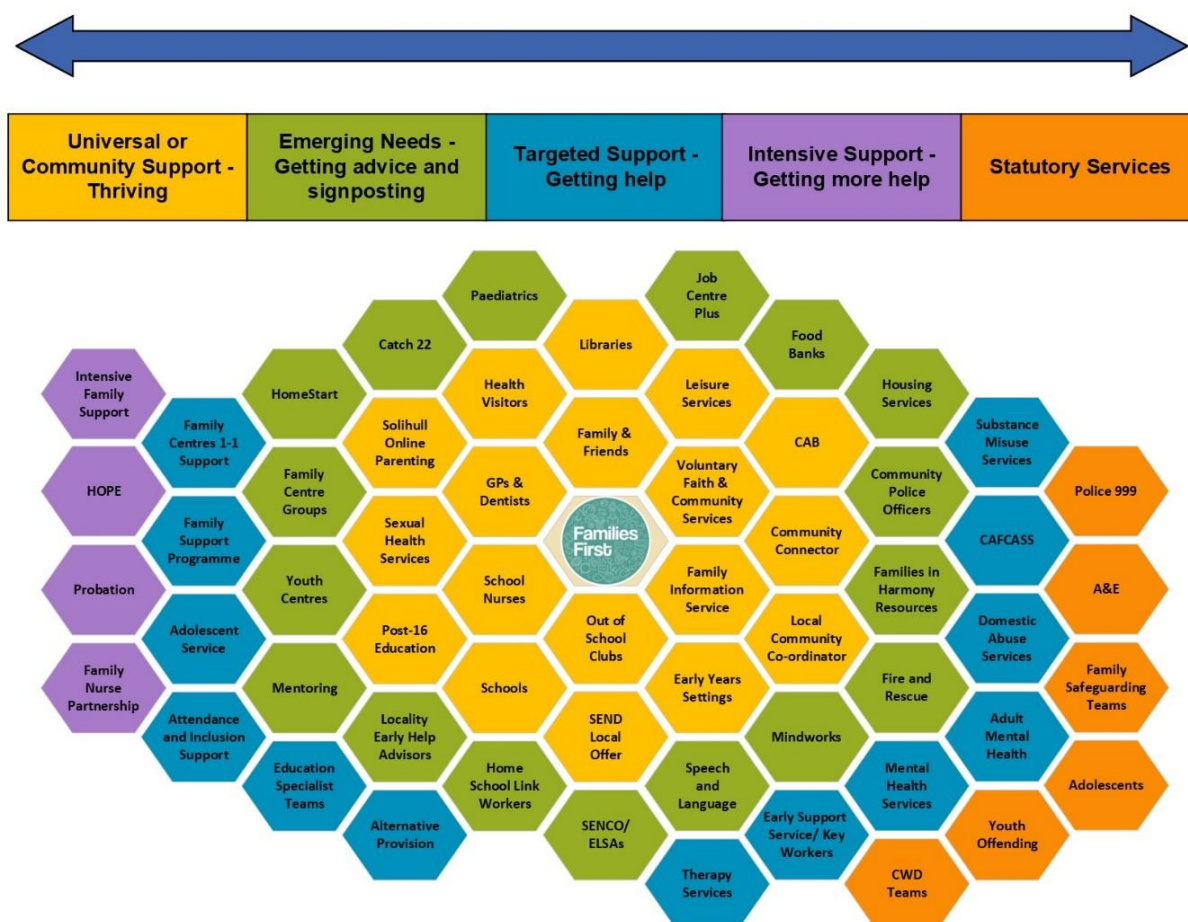 Universal or
Community Support -
Thriving
Emerging Needs -
Getting advice and
signposting
Targeted Support -
Getting help
Intensive Support -
Getting more help
Statutory Services
Paediatrics
Job
Centre
Plus
Catch 22
Libraries
Food
Banks
Intensive
Family
Support
HomeStart
Health
Visitors
Leisure
Services
Housing
Services
Family
Centres 1-1
Support
Solihull
Online
Parenting
Family &
Friends
CAB
Substance
Misuse
Services
HOPE
Family
Centre
Groups
GPs &
Dentists
Voluntary
Faith &
Community
Services
Community
Police
Officers
Police 999
Family
Support
Programme
Sexual
Health
Services
Families
First
Community
Connector
CAFCASS
Probation
Youth
Centres
School
Nurses
Family
Information
Service
Families in
Harmony
Resources
A&E
Adolescent
Service
Post-16
Education
Out of
School
Clubs
Local
Community
Co-ordinator
Domestic
Abuse
Services
Family
Nurse
Partnership
Mentoring
Schools
Early Years
Settings
Fire and
Rescue
Family
Safeguarding
Teams
Attendance
and Inclusion
Support
Locality
Early Help
Advisors
SEND
Local
Offer
Mindworks
Adult
Mental
Health
Education
Specialist
Teams
Home
School Link
Workers
Speech
and
Language
Mental
Health
Services
Adolescents
Alternative
Provision
SENCO/
ELSAs
Early Support
Service/ Key
Workers
Youth
Offending
Therapy
Services
CWD
Teams